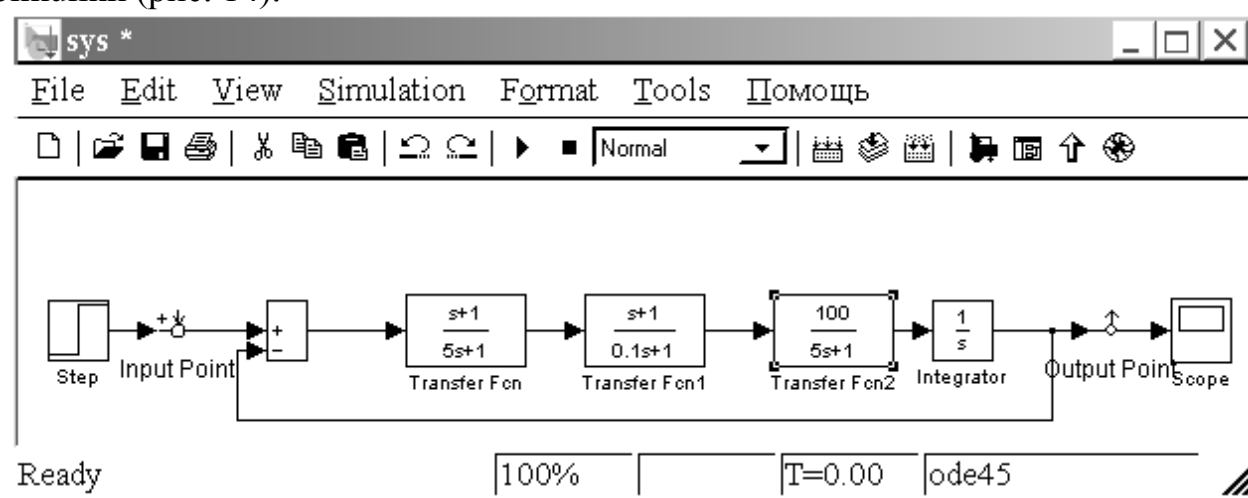 (рис. 14).
sys *
File Edit View Simulation Format Tools Помощь
Normal
s+1
5s+1
s+1
0.1s+1
100
5s+1
1
s
+
+
−
Step
Input Point
Transfer Fcn
Transfer Fcn1
Transfer Fcn2
Integrator
Output Point
Scope
Ready 100% T=0.00 ode45